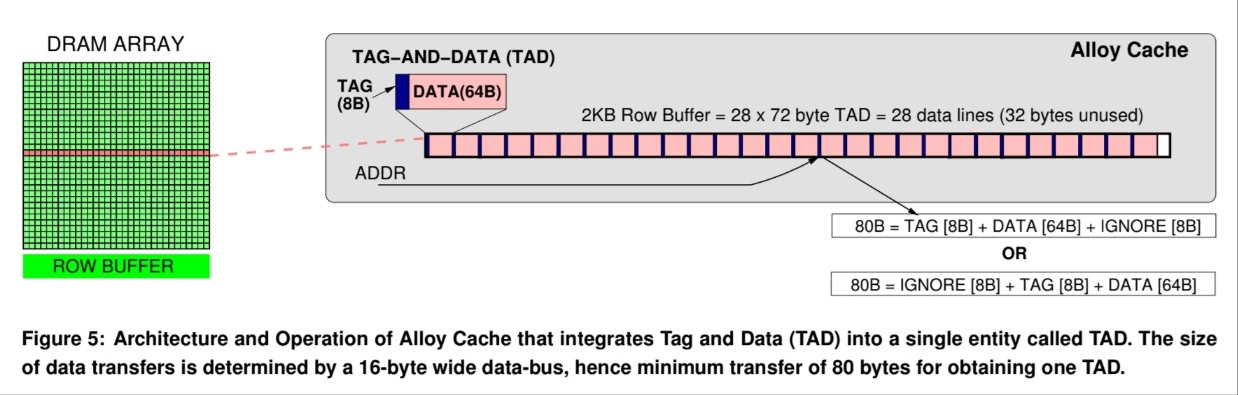 DRAM ARRAY
ROW BUFFER
Alloy Cache
TAG−AND−DATA (TAD)
TAG
(8B)
DATA(64B)
2KB Row Buffer = 28 x 72 byte TAD = 28 data lines (32 bytes unused)
ADDR
80B = TAG [8B] + DATA [64B] + IGNORE [8B]
OR
80B = IGNORE [8B] + TAG [8B] + DATA [64B]
Figure 5: Architecture and Operation of Alloy Cache that integrates Tag and Data (TAD) into a single entity called TAD. The size
of data transfers is determined by a 16-byte wide data-bus, hence minimum transfer of 80 bytes for obtaining one TAD.